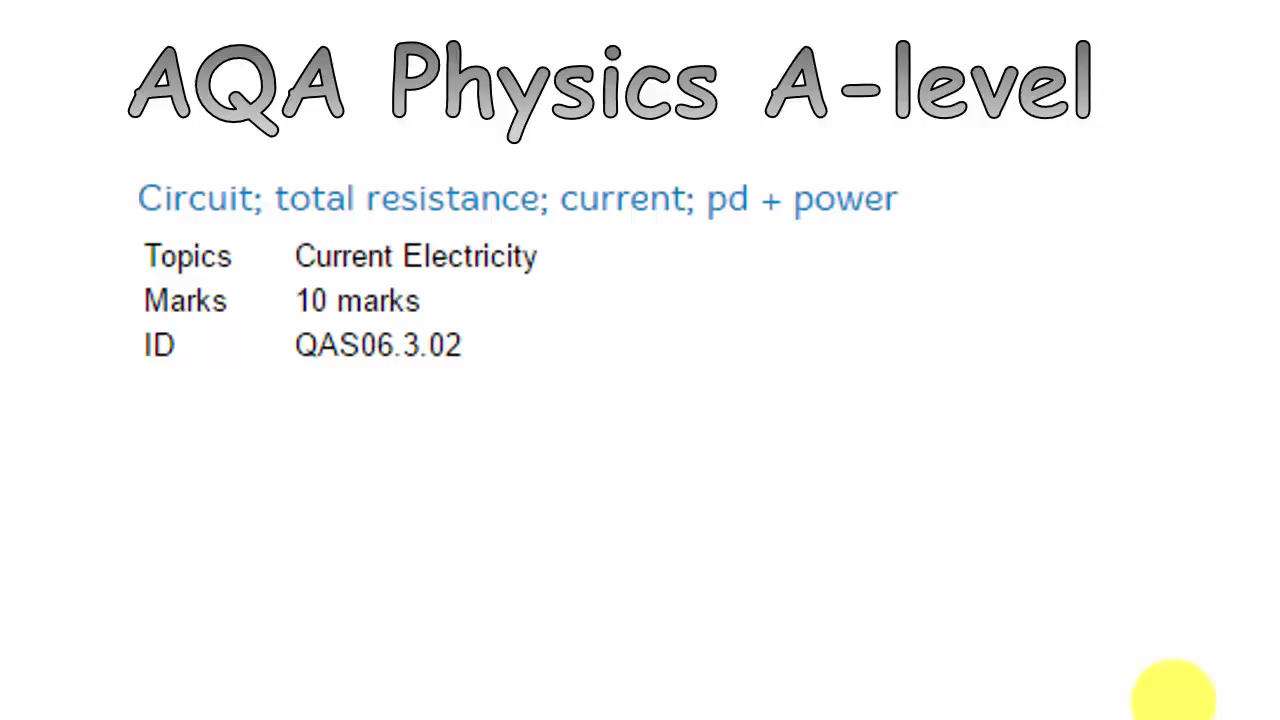 AQA Physics A-level
Circuit; total resistance; current; pd + power
Topics Current Electricity
Marks 10 marks
ID QAS06.3.02